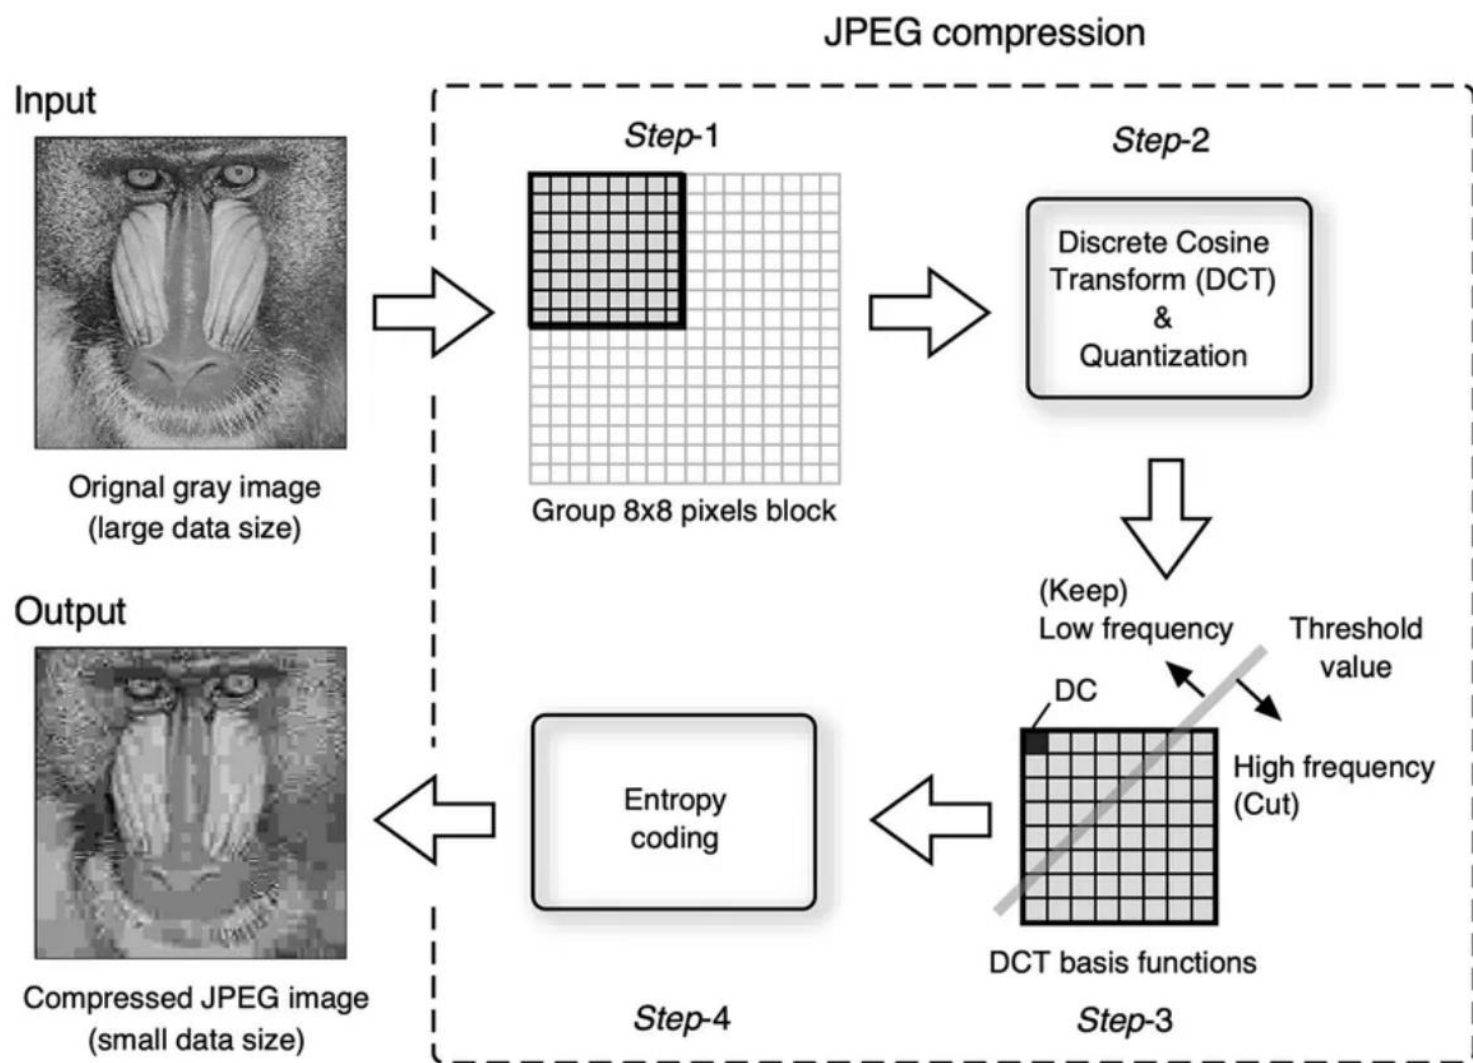 JPEG compression
Input
Step-1
Step-2
Discrete Cosine
Transform (DCT)
&
Quantization
Orignal gray image
(large data size)
Group 8x8 pixels block
(Keep)
Low frequency
Threshold
value
DC
High frequency
(Cut)
DCT basis functions
Step-3
Entropy
coding
Step-4
Output
Compressed JPEG image
(small data size)